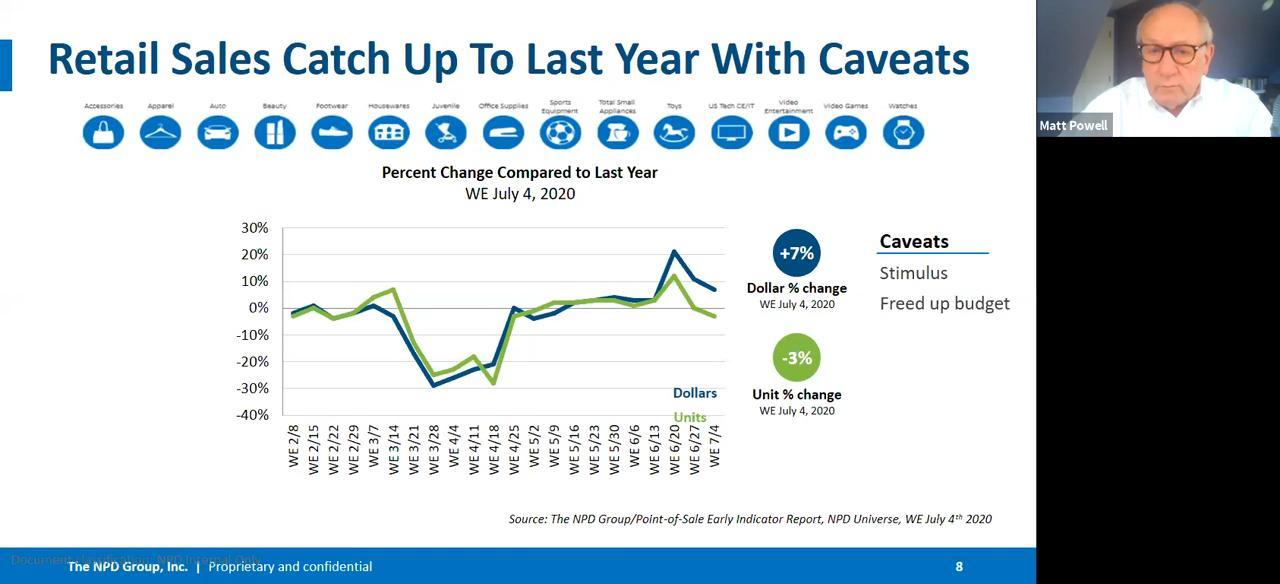 Retail Sales Catch Up To Last Year With Caveats
Accessories Apparel Auto Beauty Footwear Housewares Juvenile Office Supplies Sports Equipment Total Small Appliances Toys US Tech CE/IT Video Entertainment Video Games Watches
Percent Change Compared to Last Year
WE July 4, 2020
30%
20%
10%
0%
-10%
-20%
-30%
-40%
Dollars
Units
WE 2/8
WE 2/15
WE 2/22
WE 2/29
WE 3/7
WE 3/14
WE 3/21
WE 3/28
WE 4/4
WE 4/11
WE 4/18
WE 4/25
WE 5/2
WE 5/9
WE 5/16
WE 5/23
WE 5/30
WE 6/6
WE 6/13
WE 6/20
WE 6/27
WE 7/4
+7%
Dollar % change
WE July 4, 2020
-3%
Unit % change
WE July 4, 2020
Caveats
Stimulus
Freed up budget
Source: The NPD Group/Point-of-Sale Early Indicator Report, NPD Universe, WE July 4th 2020
Document classification: NPD Internal Only
The NPD Group, Inc. | Proprietary and confidential
8
Matt Powell